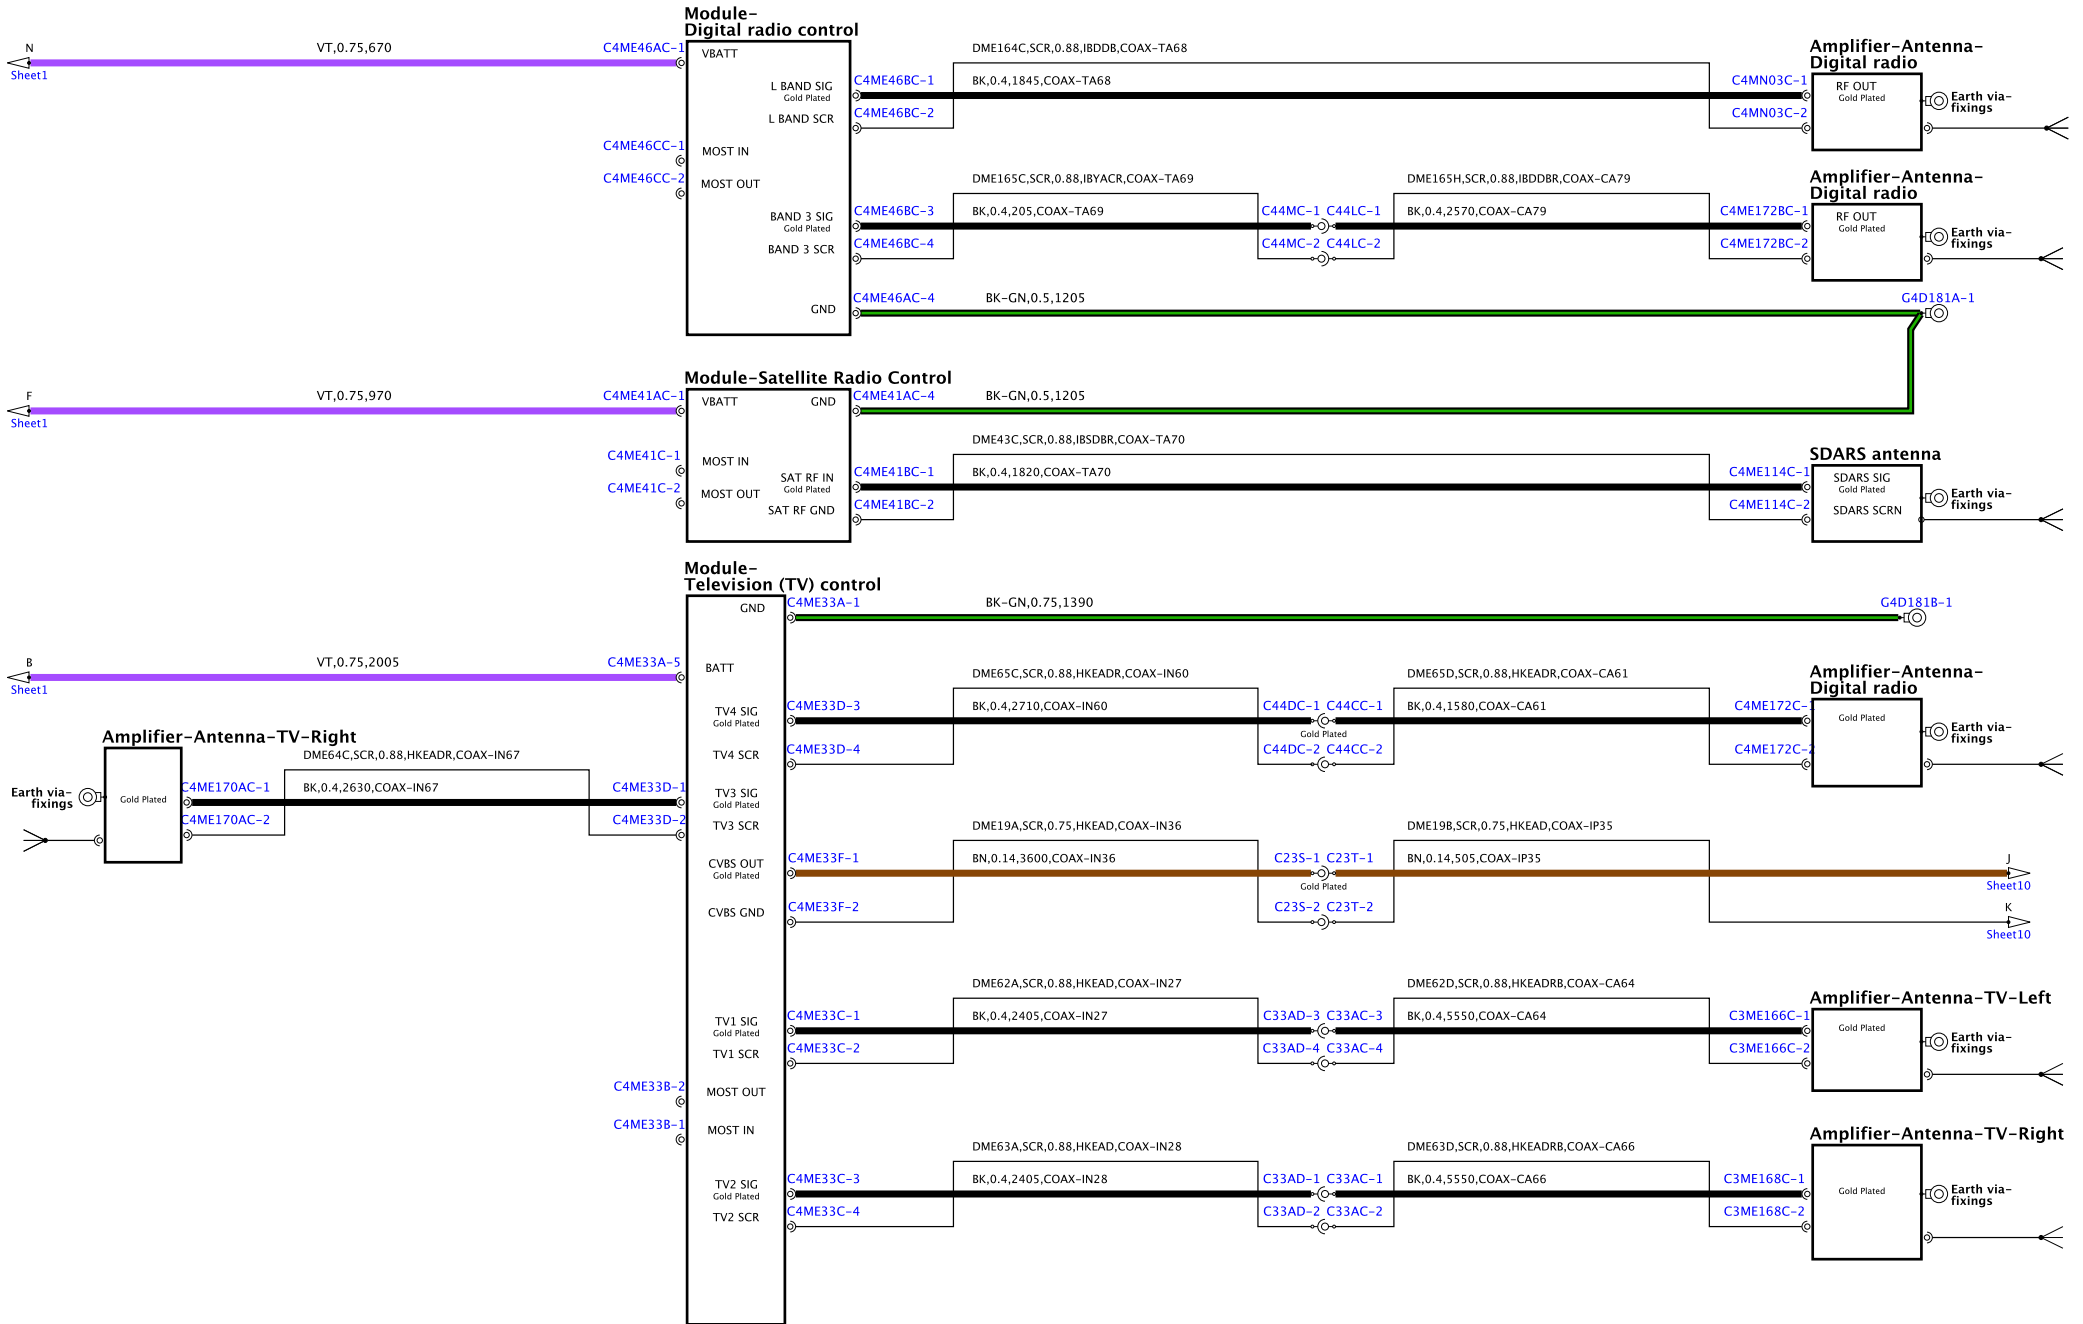 Module-
Digital radio control
N
VT,0.75,670
C4ME46AC-1
VBATT
DME164C,SCR,0.88,IBDDB,COAX-TA68
Amplifier-Antenna-
Digital radio
Sheet1
L BAND SIG
Gold Plated
C4ME46BC-1
BK,0.4,1845,COAX-TA68
C4MN03C-1
RF OUT
Gold Plated
Earth via-
fixings
L BAND SCR
C4ME46BC-2
C4MN03C-2
C4ME46CC-1
MOST IN
C4ME46CC-2
MOST OUT
DME165C,SCR,0.88,IBYACR,COAX-TA69
DME165H,SCR,0.88,IBDDBR,COAX-CA79
Amplifier-Antenna-
Digital radio
BAND 3 SIG
Gold Plated
C4ME46BC-3
BK,0.4,205,COAX-TA69
C44MC-1
C44LC-1
BK,0.4,2570,COAX-CA79
C4ME172BC-1
RF OUT
Gold Plated
Earth via-
fixings
BAND 3 SCR
C4ME46BC-4
C44MC-2
C44LC-2
C4ME172BC-2
GND
C4ME46AC-4
BK-GN,0.5,1205
G4D181A-1
Module-Satellite Radio Control
F
VT,0.75,970
C4ME41AC-1
VBATT
GND
C4ME41AC-4
BK-GN,0.5,1205
Sheet1
DME43C,SCR,0.88,IBSDBR,COAX-TA70
C4ME41C-1
MOST IN
SDARS antenna
SAT RF IN
Gold Plated
C4ME41BC-1
BK,0.4,1820,COAX-TA70
C4ME114C-1
SDARS SIG
Gold Plated
Earth via-
fixings
C4ME41C-2
MOST OUT
SAT RF GND
C4ME41BC-2
C4ME114C-2
SDARS SCRN
Module-
Television (TV) control
GND
C4ME33A-1
BK-GN,0.75,1390
G4D181B-1
B
VT,0.75,2005
C4ME33A-5
BATT
Sheet1
DME65C,SCR,0.88,HKEADR,COAX-IN60
DME65D,SCR,0.88,HKEADR,COAX-CA61
Amplifier-Antenna-
Digital radio
TV4 SIG
Gold Plated
C4ME33D-3
BK,0.4,2710,COAX-IN60
C44DC-1
C44CC-1
Gold Plated
BK,0.4,1580,COAX-CA61
C4ME172C-1
Gold Plated
Earth via-
fixings
TV4 SCR
C4ME33D-4
C44DC-2
C44CC-2
C4ME172C-2
Amplifier-Antenna-TV-Right
DME64C,SCR,0.88,HKEADR,COAX-IN67
Earth via-
fixings
Gold Plated
C4ME170AC-1
BK,0.4,2630,COAX-IN67
C4ME33D-1
TV3 SIG
Gold Plated
C4ME170AC-2
C4ME33D-2
TV3 SCR
DME19A,SCR,0.75,HKEAD,COAX-IN36
DME19B,SCR,0.75,HKEAD,COAX-IP35
CVBS OUT
Gold Plated
C4ME33F-1
BN,0.14,3600,COAX-IN36
C23S-1
C23T-1
Gold Plated
BN,0.14,505,COAX-IP35
J
Sheet10
CVBS GND
C4ME33F-2
C23S-2
C23T-2
K
Sheet10
DME62A,SCR,0.88,HKEAD,COAX-IN27
DME62D,SCR,0.88,HKEADRB,COAX-CA64
Amplifier-Antenna-TV-Left
TV1 SIG
Gold Plated
C4ME33C-1
BK,0.4,2405,COAX-IN27
C33AD-3
C33AC-3
BK,0.4,5550,COAX-CA64
C3ME166C-1
Gold Plated
Earth via-
fixings
TV1 SCR
C4ME33C-2
C33AD-4
C33AC-4
C3ME166C-2
C4ME33B-2
MOST OUT
C4ME33B-1
MOST IN
DME63A,SCR,0.88,HKEAD,COAX-IN28
DME63D,SCR,0.88,HKEADRB,COAX-CA66
Amplifier-Antenna-TV-Right
TV2 SIG
Gold Plated
C4ME33C-3
BK,0.4,2405,COAX-IN28
C33AD-1
C33AC-1
BK,0.4,5550,COAX-CA66
C3ME168C-1
Gold Plated
Earth via-
fixings
TV2 SCR
C4ME33C-4
C33AD-2
C33AC-2
C3ME168C-2